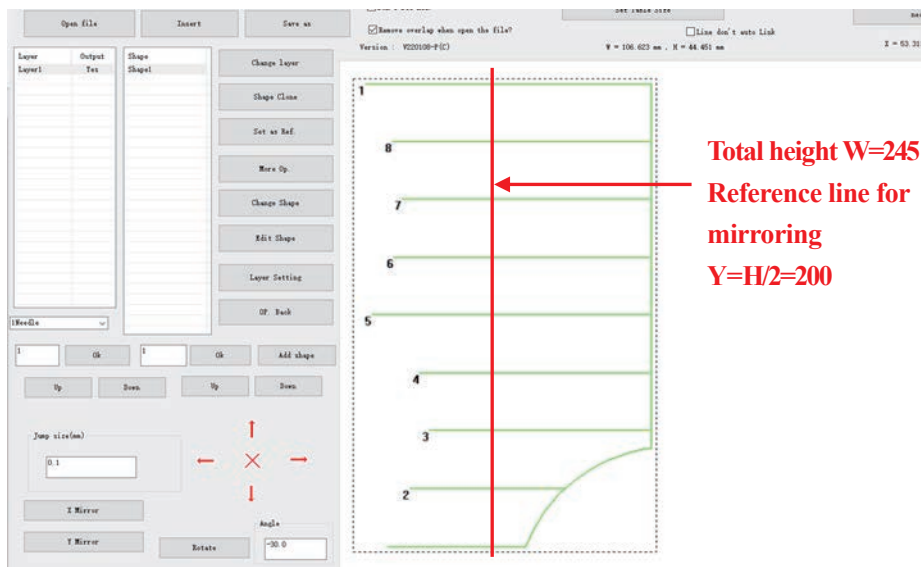 Open file
Insert
Save as
Set Table Size
Remove overlap when open the file?
Line don't auto Link
Version : V220108-P(C)
W = 106.623 mm , H = 44.451 mm
X = 53.31
Layer Output
Layer1 Yes
Shape
Shape1
Change layer
Shape Clone
Set as Ref.
More Op.
Change Shape
Edit Shape
Layer Setting
OP. Back
1Needle
1
Ok
1
Ok
Add shape
Up
Down
Up
Down
Jump size(mm)
0.1
X Mirror
Y Mirror
Rotate
Angle
-30.0
1
8
7
6
5
4
3
2
Total height W=245
Reference line for
mirroring
Y=H/2=200